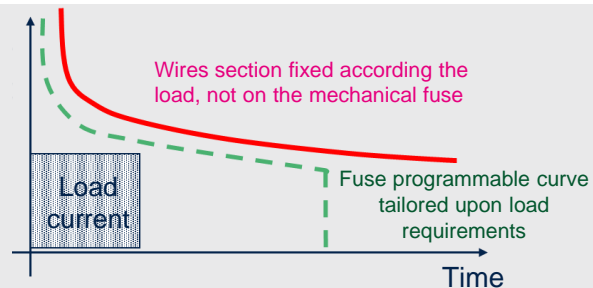 Wires section fixed according the
load, not on the mechanical fuse
Load
current
Fuse programmable curve
tailored upon load
requirements
Time